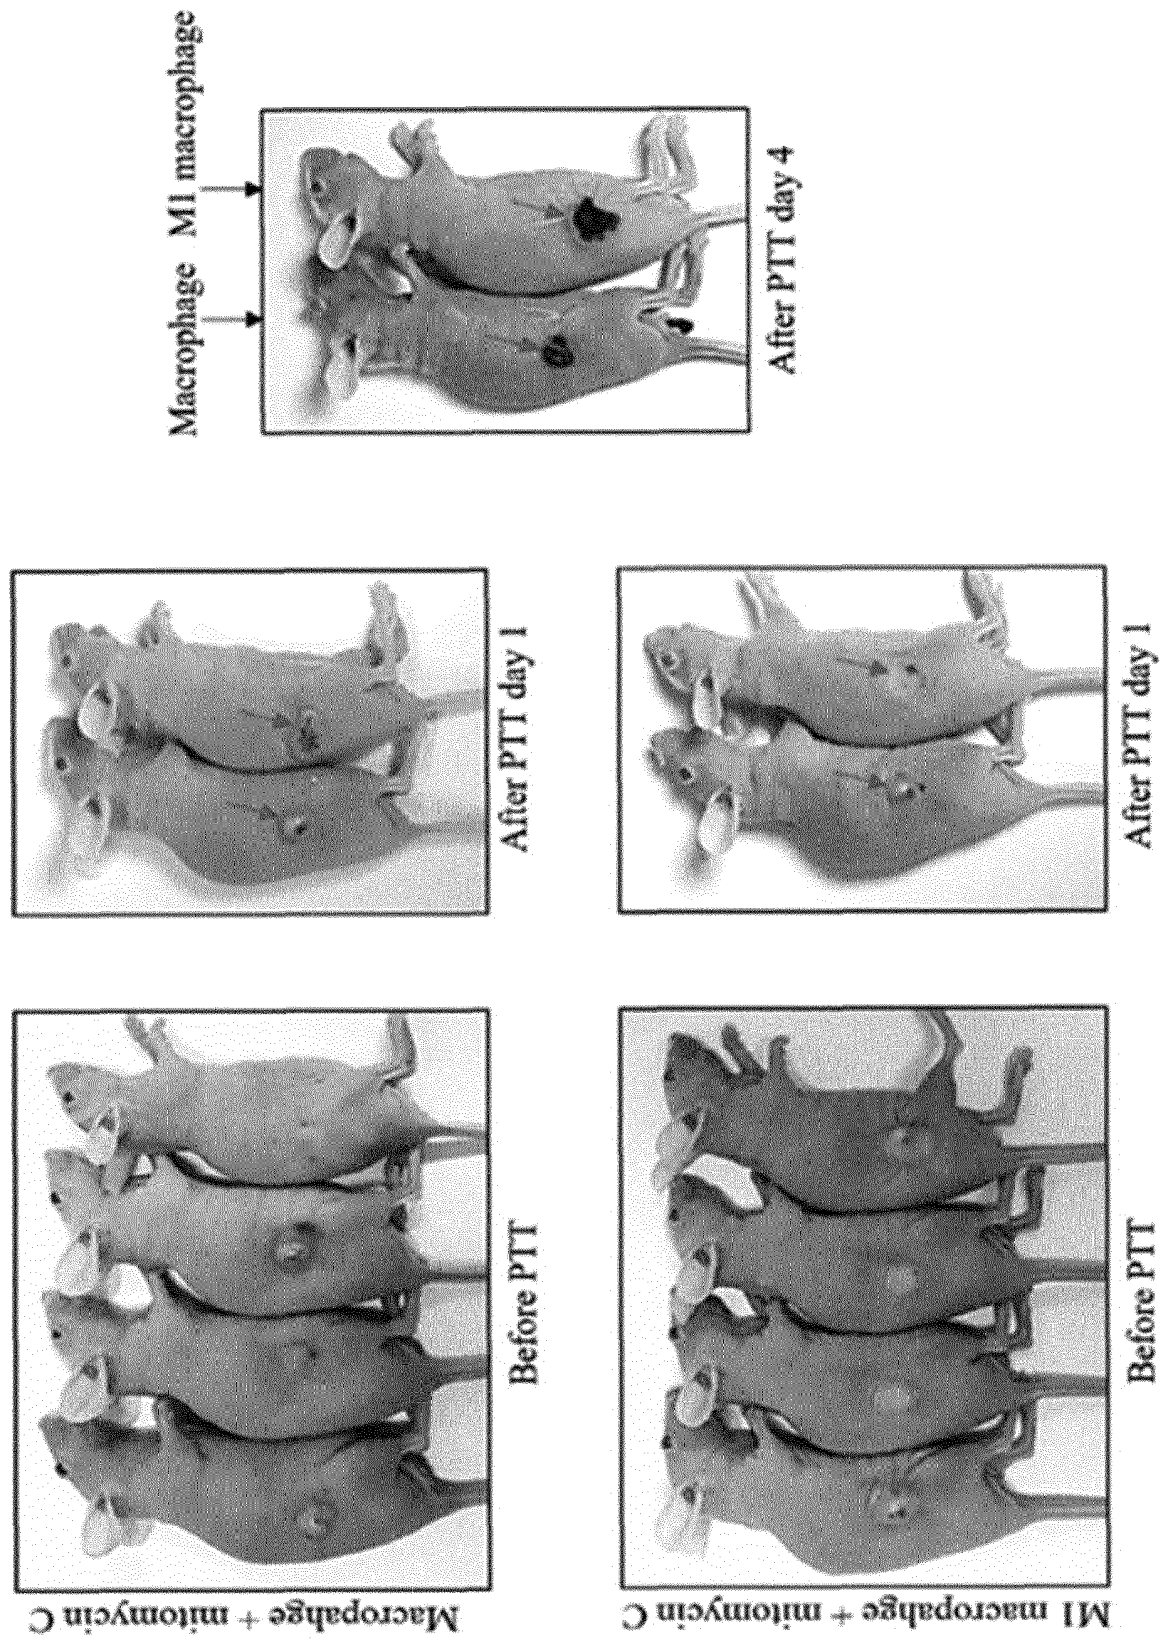 Macropahge + mitomycin C
Before PTT
After PTT day 1
M1 macropahge + mitomycin C
Before PTT
After PTT day 1
Macrophage
M1 macrophage
After PTT day 4